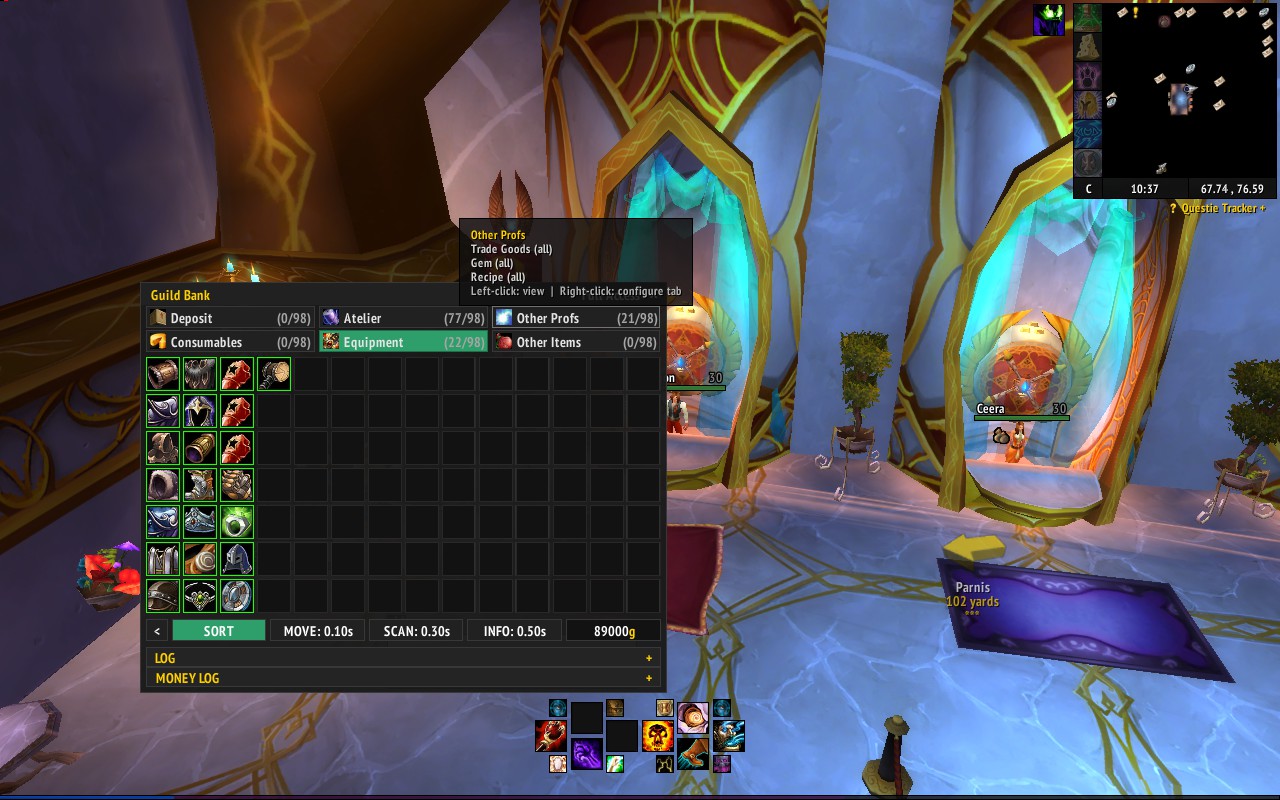 C 10:37 67.74 , 76.59
? Questie Tracker +
Other Profs
Trade Goods (all)
Gem (all)
Recipe (all)
Left-click: view | Right-click: configure tab
Guild Bank
Deposit (0/98) Atelier (77/98) Other Profs (21/98)
Consumables (0/98) Equipment (22/98) Other Items (0/98)
on 30
Ceera 30
Parnis
102 yards
< SORT MOVE: 0.10s SCAN: 0.30s INFO: 0.50s 89000g
LOG +
MONEY LOG +